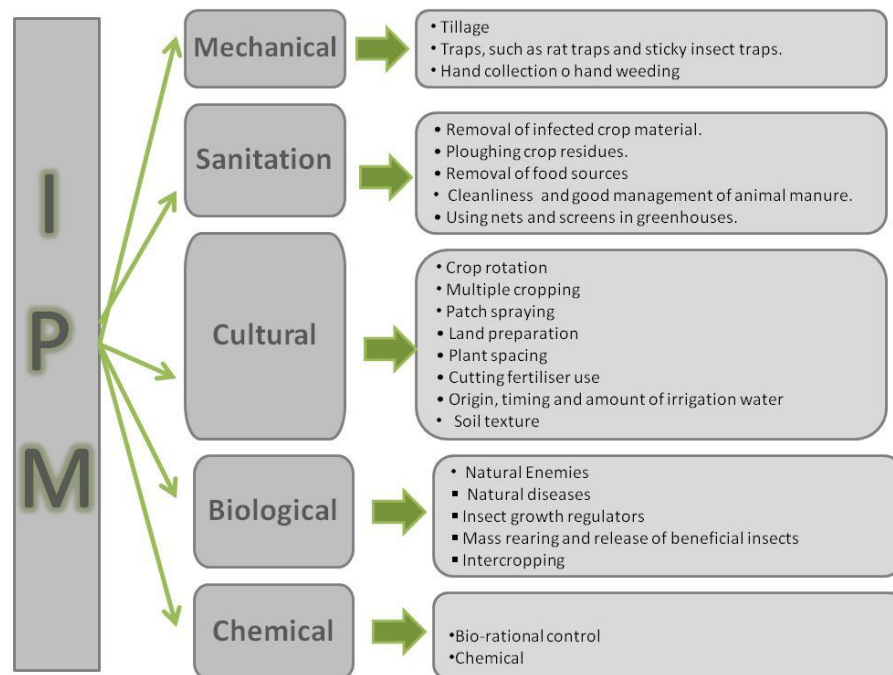 I
P
M
Mechanical
• Tillage
• Traps, such as rat traps and sticky insect traps.
• Hand collection o hand weeding
Sanitation
• Removal of infected crop material.
• Ploughing crop residues.
• Removal of food sources
• Cleanliness and good management of animal manure.
• Using nets and screens in greenhouses.
Cultural
• Crop rotation
• Multiple cropping
• Patch spraying
• Land preparation
• Plant spacing
• Cutting fertiliser use
• Origin, timing and amount of irrigation water
• Soil texture
Biological
• Natural Enemies
▪ Natural diseases
▪ Insect growth regulators
▪ Mass rearing and release of beneficial insects
▪ Intercropping
Chemical
•Bio-rational control
•Chemical